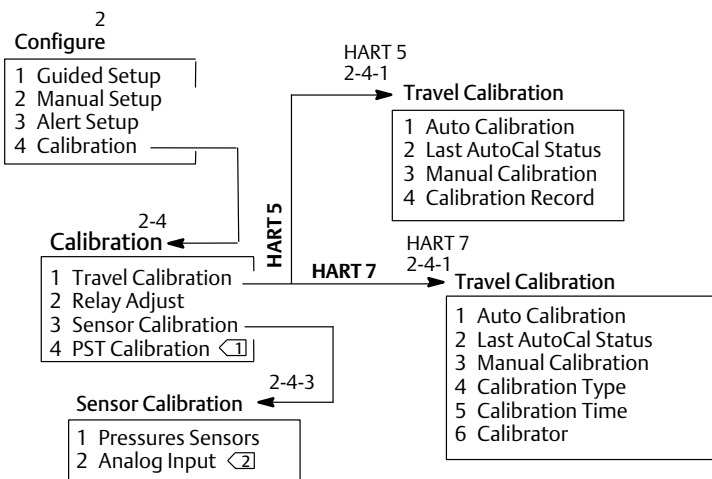 2
Configure
1 Guided Setup
2 Manual Setup
3 Alert Setup
4 Calibration
2-4
Calibration
1 Travel Calibration
2 Relay Adjust
3 Sensor Calibration
4 PST Calibration 1
HART 5
HART 7
HART 5
2-4-1
Travel Calibration
1 Auto Calibration
2 Last AutoCal Status
3 Manual Calibration
4 Calibration Record
HART 7
2-4-1
Travel Calibration
1 Auto Calibration
2 Last AutoCal Status
3 Manual Calibration
4 Calibration Type
5 Calibration Time
6 Calibrator
2-4-3
Sensor Calibration
1 Pressures Sensors
2 Analog Input 2